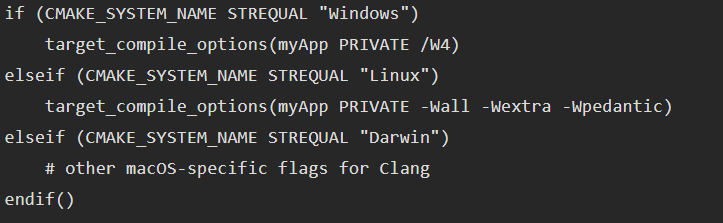 if (CMAKE_SYSTEM_NAME STREQUAL "Windows")
    target_compile_options(myApp PRIVATE /W4)
elseif (CMAKE_SYSTEM_NAME STREQUAL "Linux")
    target_compile_options(myApp PRIVATE -Wall -Wextra -Wpedantic)
elseif (CMAKE_SYSTEM_NAME STREQUAL "Darwin")
    # other macOS-specific flags for Clang
endif()